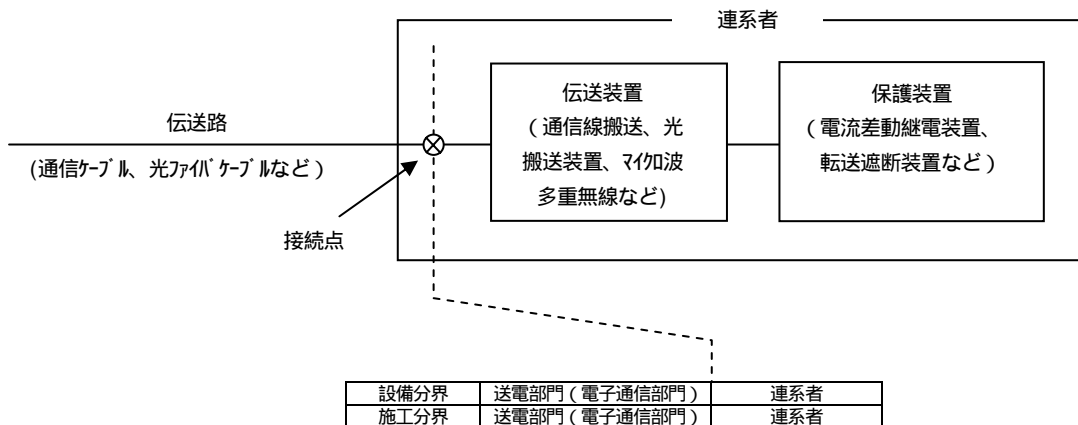 連系者
伝送路
(通信ｹｰﾌﾞﾙ、光ﾌｧｲﾊﾞｹｰﾌﾞﾙなど）
接続点
伝送装置
（通信線搬送、光
搬送装置、ﾏｲｸﾛ波
多重無線など)
保護装置
（電流差動継電装置、
転送遮断装置など）
設備分界 送電部門（電子通信部門） 連系者
施工分界 送電部門（電子通信部門） 連系者